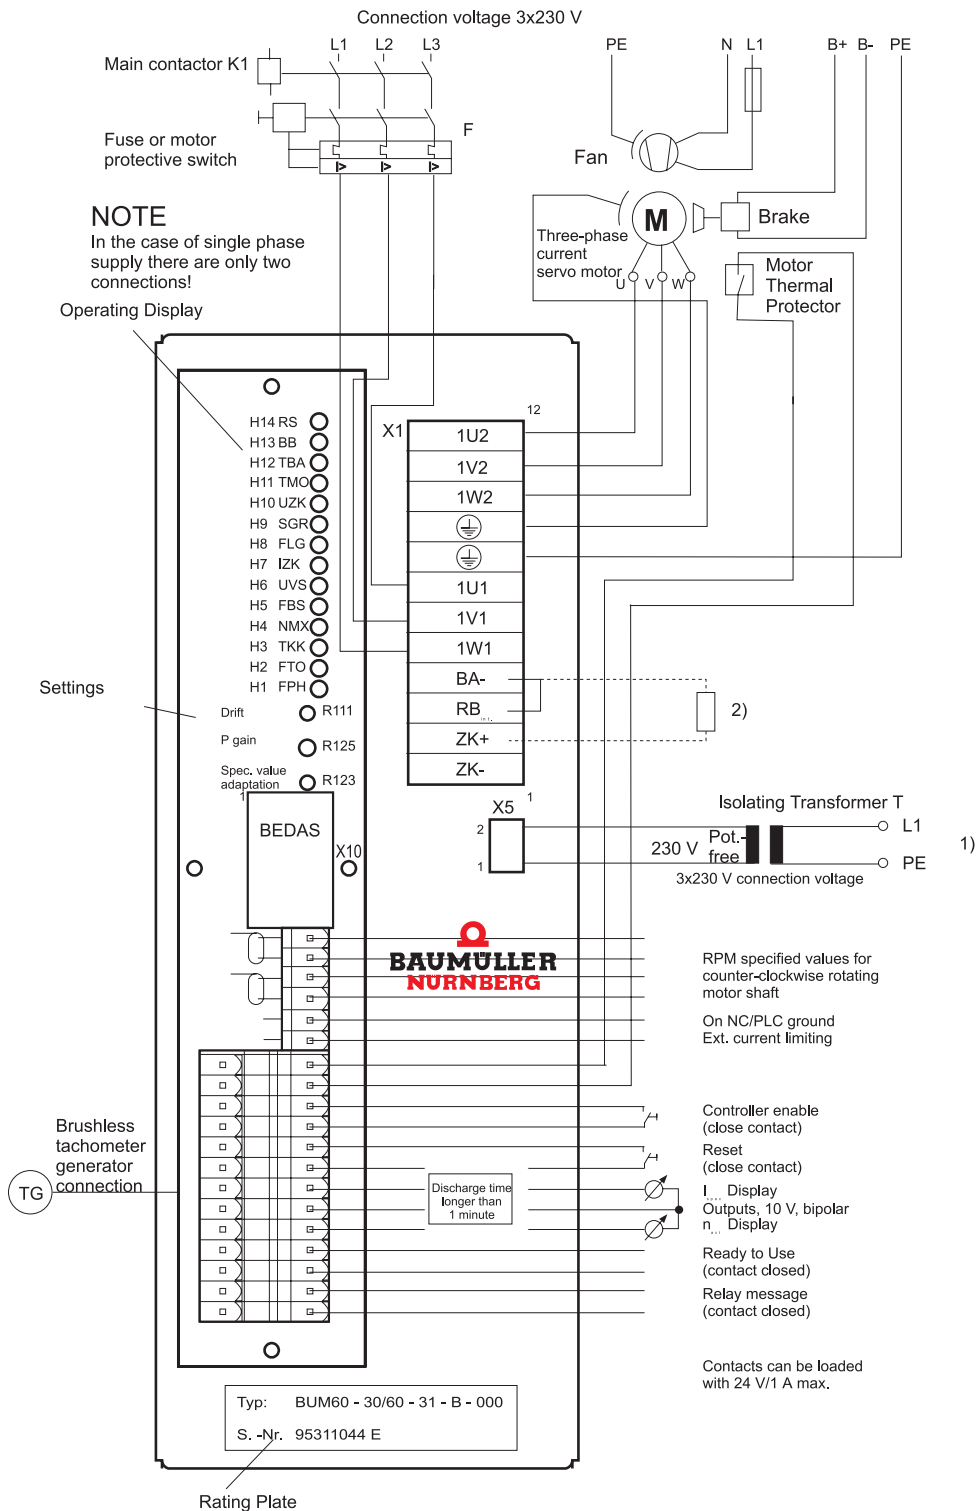 Connection voltage 3x230 V
L1 L2 L3
PE N L1 B+ B- PE
Main contactor K1
F
Fuse or motor
protective switch
I> I> I>
Fan
NOTE
In the case of single phase
supply there are only two
connections!
M
Brake
Three-phase
current
servo motor
U V W
Motor
Thermal
Protector
Operating Display
H14 RS
H13 BB
H12 TBA
H11 TMO
H10 UZK
H9 SGR
H8 FLG
H7 IZK
H6 UVS
H5 FBS
H4 NMX
H3 TKK
H2 FTO
H1 FPH
X1
12
1U2
1V2
1W2
1U1
1V1
1W1
BA-
RB
ZK+
ZK-
1
2)
Settings
Drift
R111
P gain
R125
Spec. value
adaptation
R123
1
BEDAS
X10
X5
2
1
Isolating Transformer T
230 V
Pot.-
free
L1
PE
1)
3x230 V connection voltage
BAUMÜLLER
NÜRNBERG
RPM specified values for
counter-clockwise rotating
motor shaft
On NC/PLC ground
Ext. current limiting
Controller enable
(close contact)
Reset
(close contact)
Brushless
tachometer
generator
connection
TG
Discharge time
longer than
1 minute
I Display
Outputs, 10 V, bipolar
n Display
Ready to Use
(contact closed)
Relay message
(contact closed)
Contacts can be loaded
with 24 V/1 A max.
Typ: BUM60 - 30/60 - 31 - B - 000
S. -Nr. 95311044 E
Rating Plate